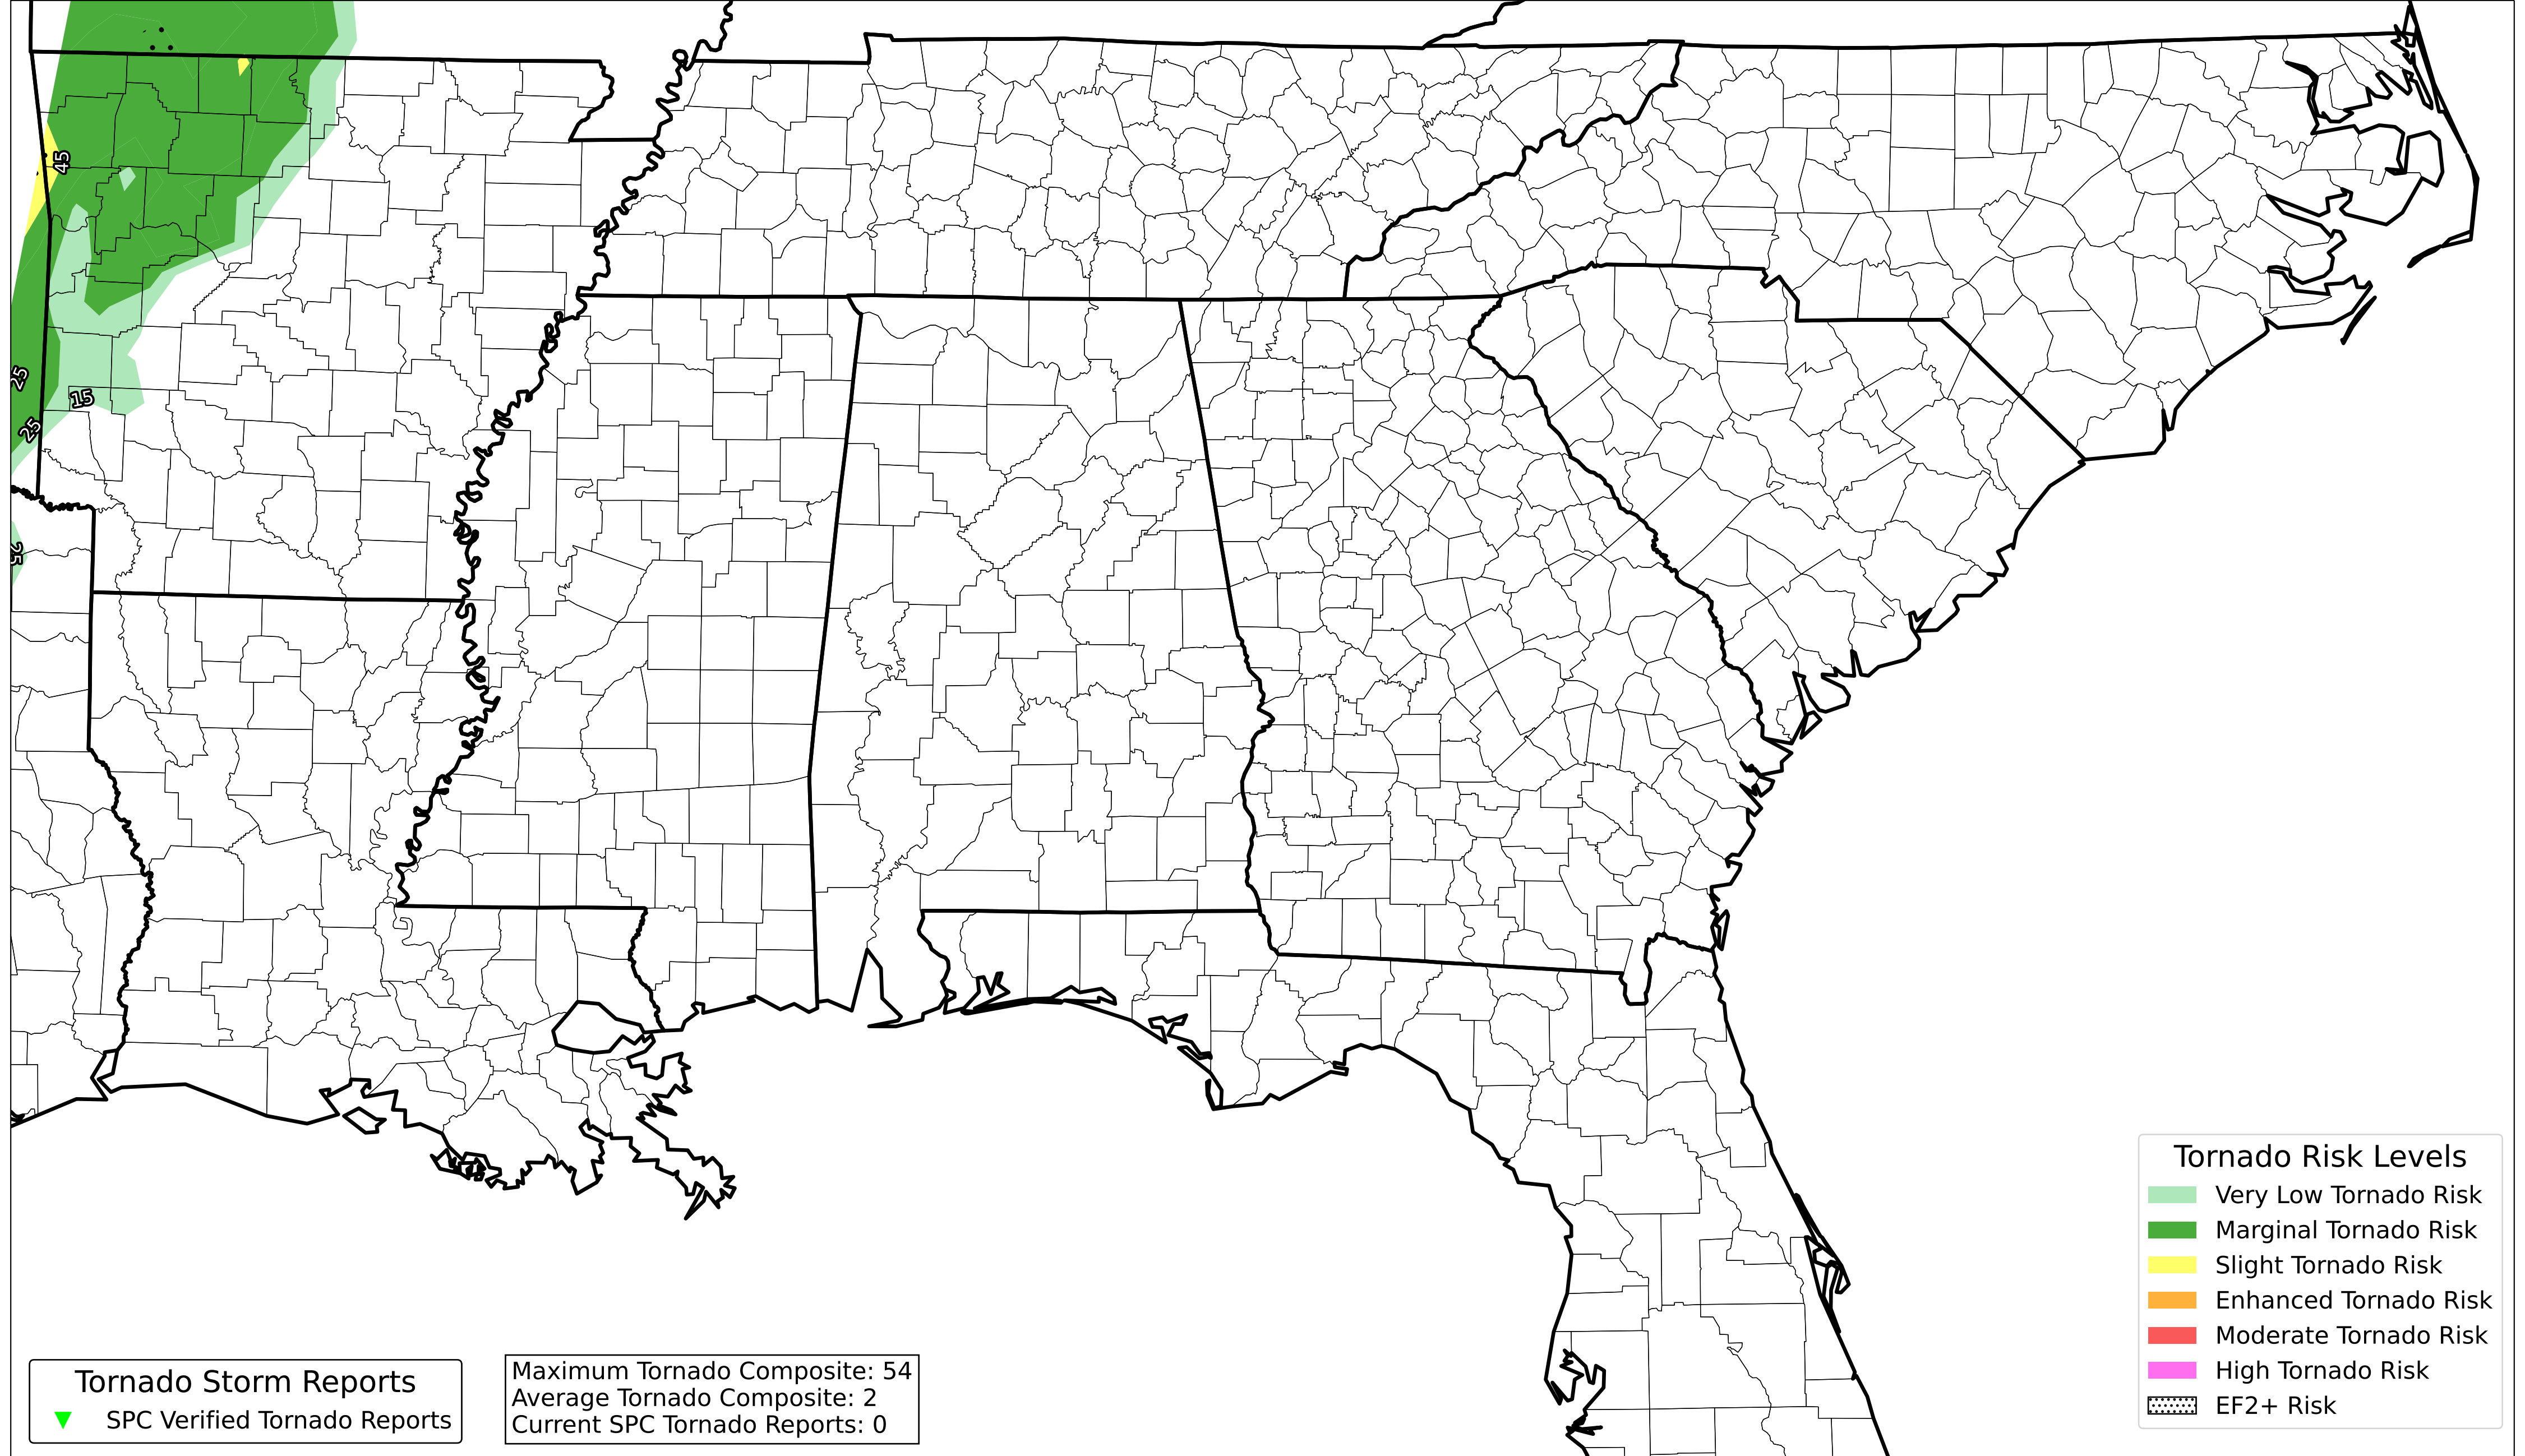 45
25
15
25
25
Tornado Storm Reports
SPC Verified Tornado Reports
Maximum Tornado Composite: 54
Average Tornado Composite: 2
Current SPC Tornado Reports: 0
Tornado Risk Levels
Very Low Tornado Risk
Marginal Tornado Risk
Slight Tornado Risk
Enhanced Tornado Risk
Moderate Tornado Risk
High Tornado Risk
EF2+ Risk